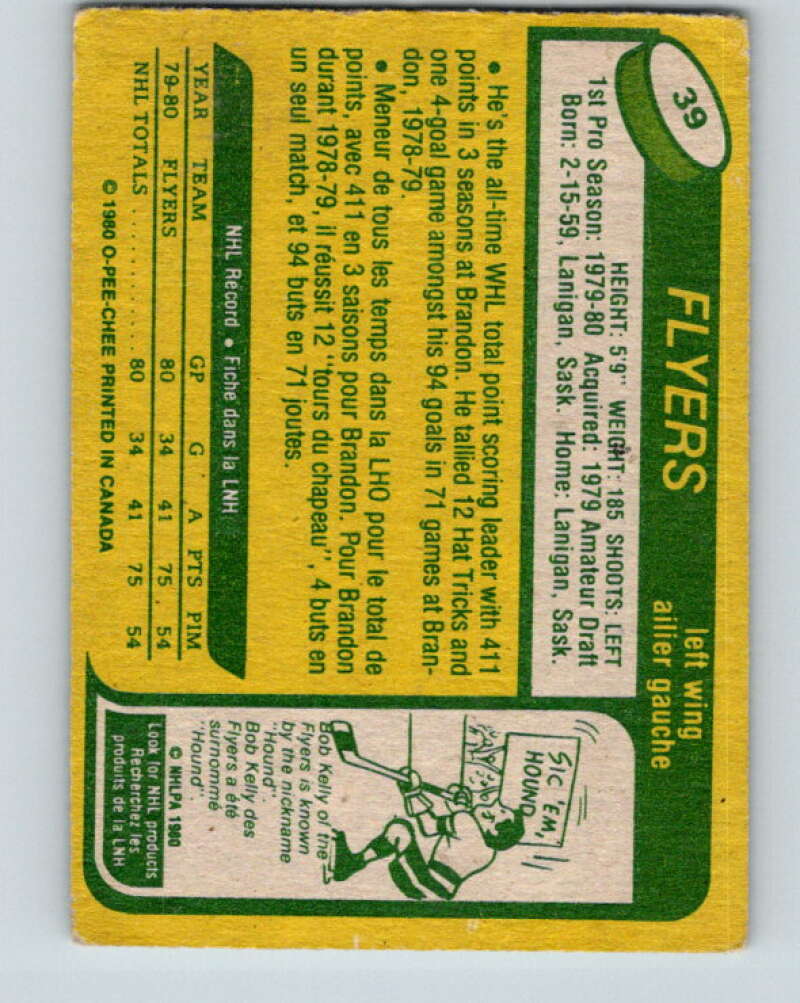 39
FLYERS
left wing
ailier gauche
HEIGHT: 5'9" WEIGHT: 185 SHOOTS: LEFT
1st Pro Season: 1979-80 Acquired: 1979 Amateur Draft
Born: 2-15-59, Lanigan, Sask. Home: Lanigan, Sask.
• He's the all-time WHL total point scoring leader with 411
points in 3 seasons at Brandon. He tallied 12 Hat Tricks and
one 4-goal game amongst his 94 goals in 71 games at Bran-
don, 1978-79.
• Meneur de tous les temps dans la LHO pour le total de
points, avec 411 en 3 saisons pour Brandon. Pour Brandon
durant 1978-79, il réussit 12 "tours du chapeau", 4 buts en
un seul match, et 94 buts en 71 joutes.
NHL Record • Fiche dans la LNH
YEAR TEAM GP G A PTS PIM
79-80 FLYERS 80 34 41 75 54
NHL TOTALS . . . . . . . . . . . . 80 34 41 75 54
© 1980 O-PEE-CHEE PRINTED IN CANADA
SIC 'EM,
HOUND
Bob Kelly of the
Flyers is known
by the nickname
"Hound".
Bob Kelly des
Flyers a été
surnommé
"Hound".
© NHLPA 1980
Look for NHL products
Recherchez les
produits de la LNH